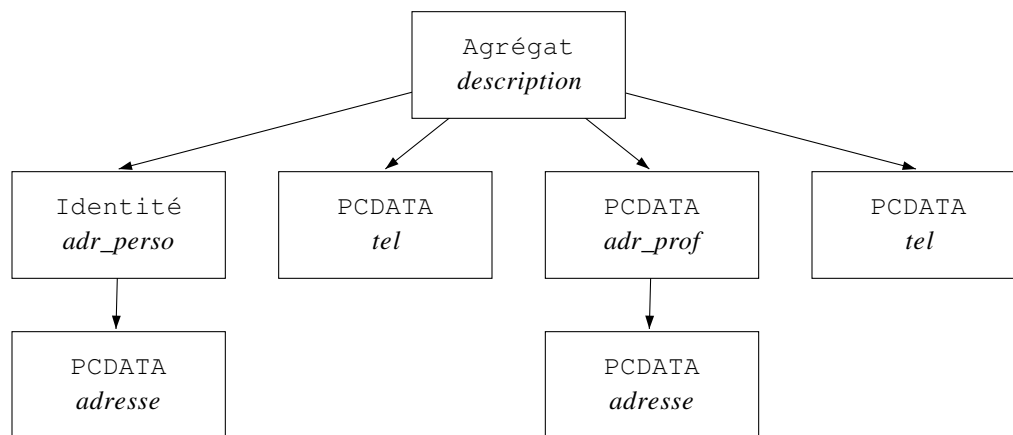 Agrégat
description
Identité
adr_perso
PCDATA
tel
PCDATA
adr_prof
PCDATA
tel
PCDATA
adresse
PCDATA
adresse